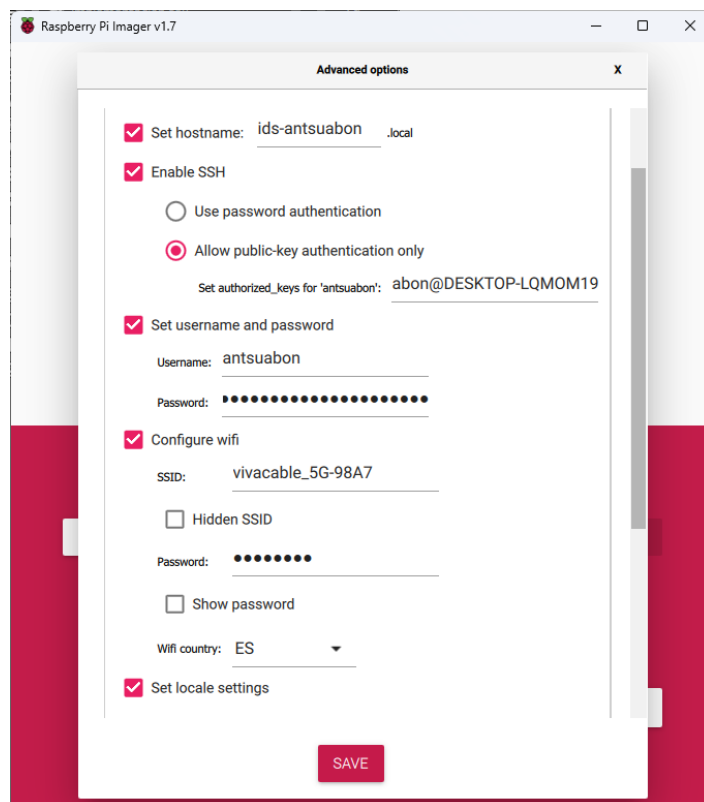 Raspberry Pi Imager v1.7
Advanced options X
Set hostname: ids-antsuabon .local
Enable SSH
Use password authentication
Allow public-key authentication only
Set authorized_keys for 'antsuabon': abon@DESKTOP-LQMOM19
Set username and password
Username: antsuabon
Password: ••••••••••••••••••••••
Configure wifi
SSID: vivacable_5G-98A7
Hidden SSID
Password: ••••••••
Show password
Wifi country: ES
Set locale settings
SAVE